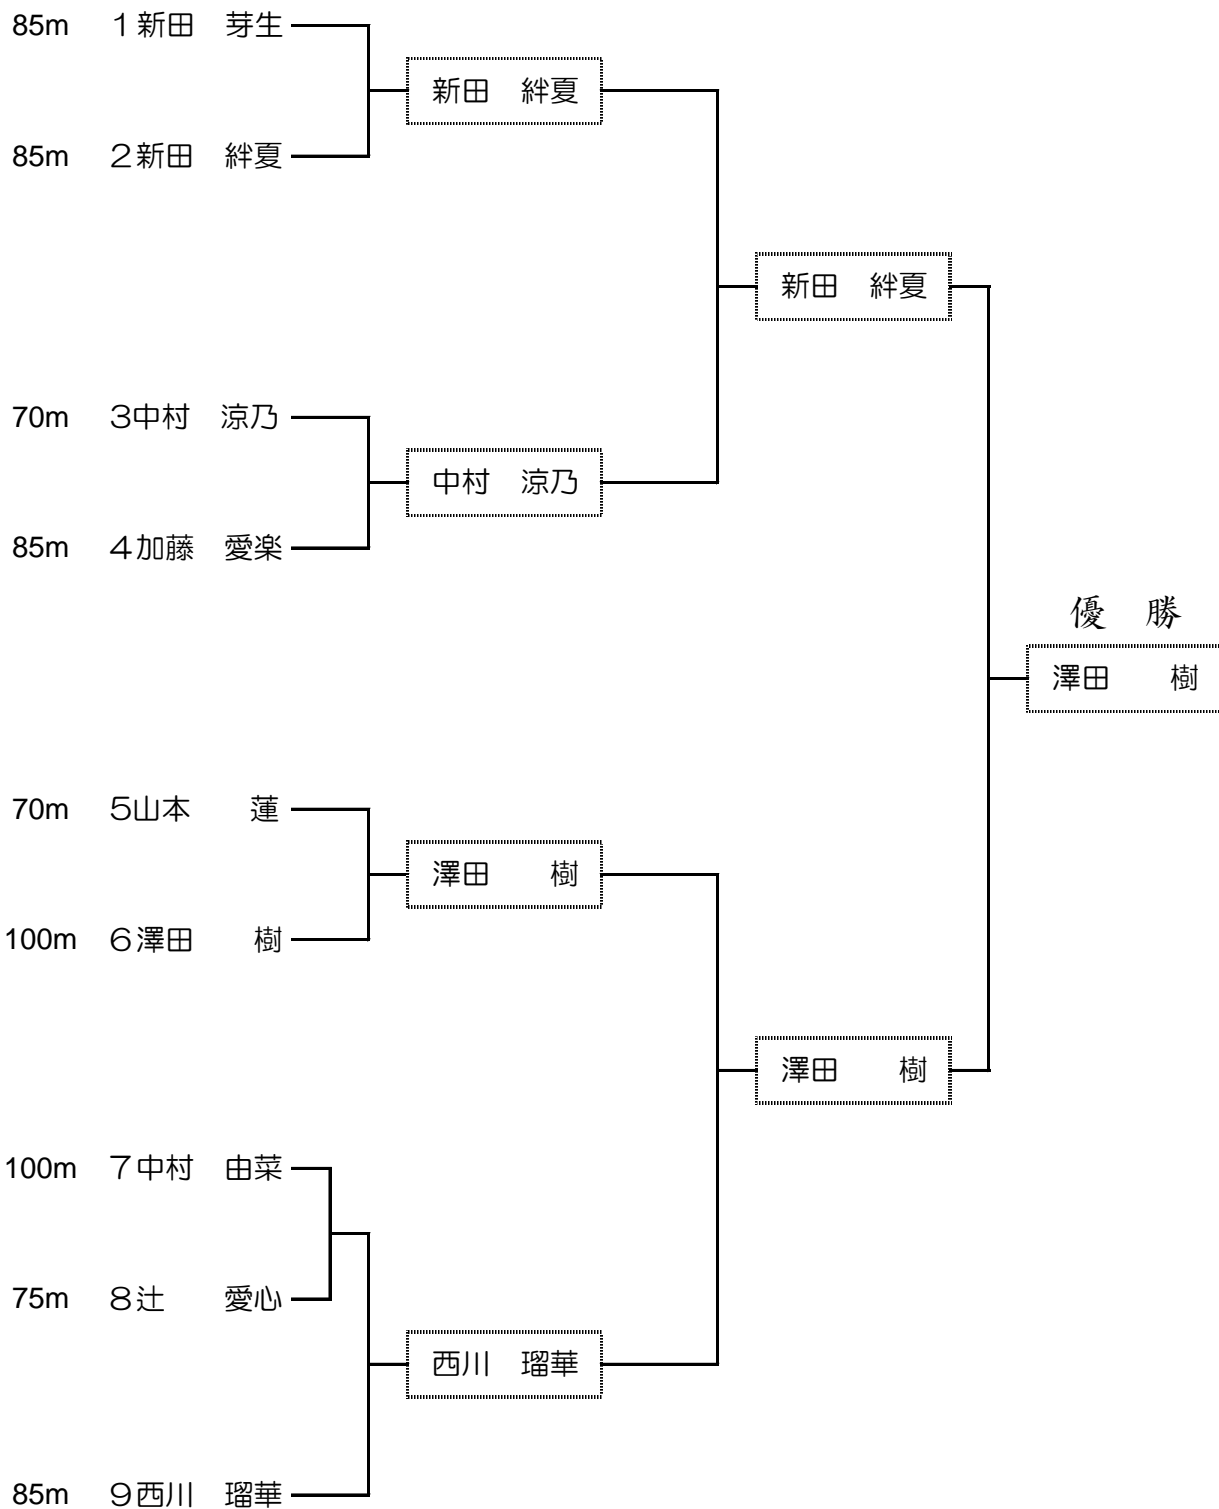 85m　１新田　芽生
新田　絆夏
85m　２新田　絆夏
新田　絆夏
70m　3中村　涼乃
中村　涼乃
85m　４加藤　愛楽
優　勝
澤田　　樹
70m　5山本　　蓮
澤田　　樹
100m　６澤田　　樹
澤田　　樹
100m　７中村　由菜
75m　８辻　　愛心
西川　瑠華
85m　９西川　瑠華